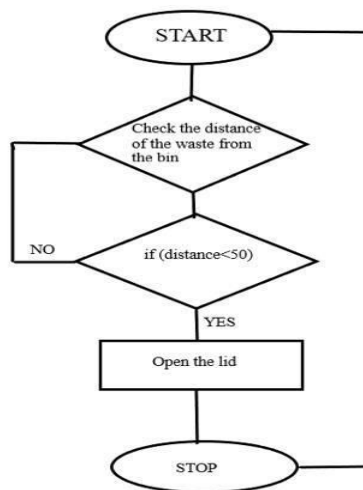 START
Check the distance
of the waste from
the bin
NO
if (distance<50)
YES
Open the lid
STOP